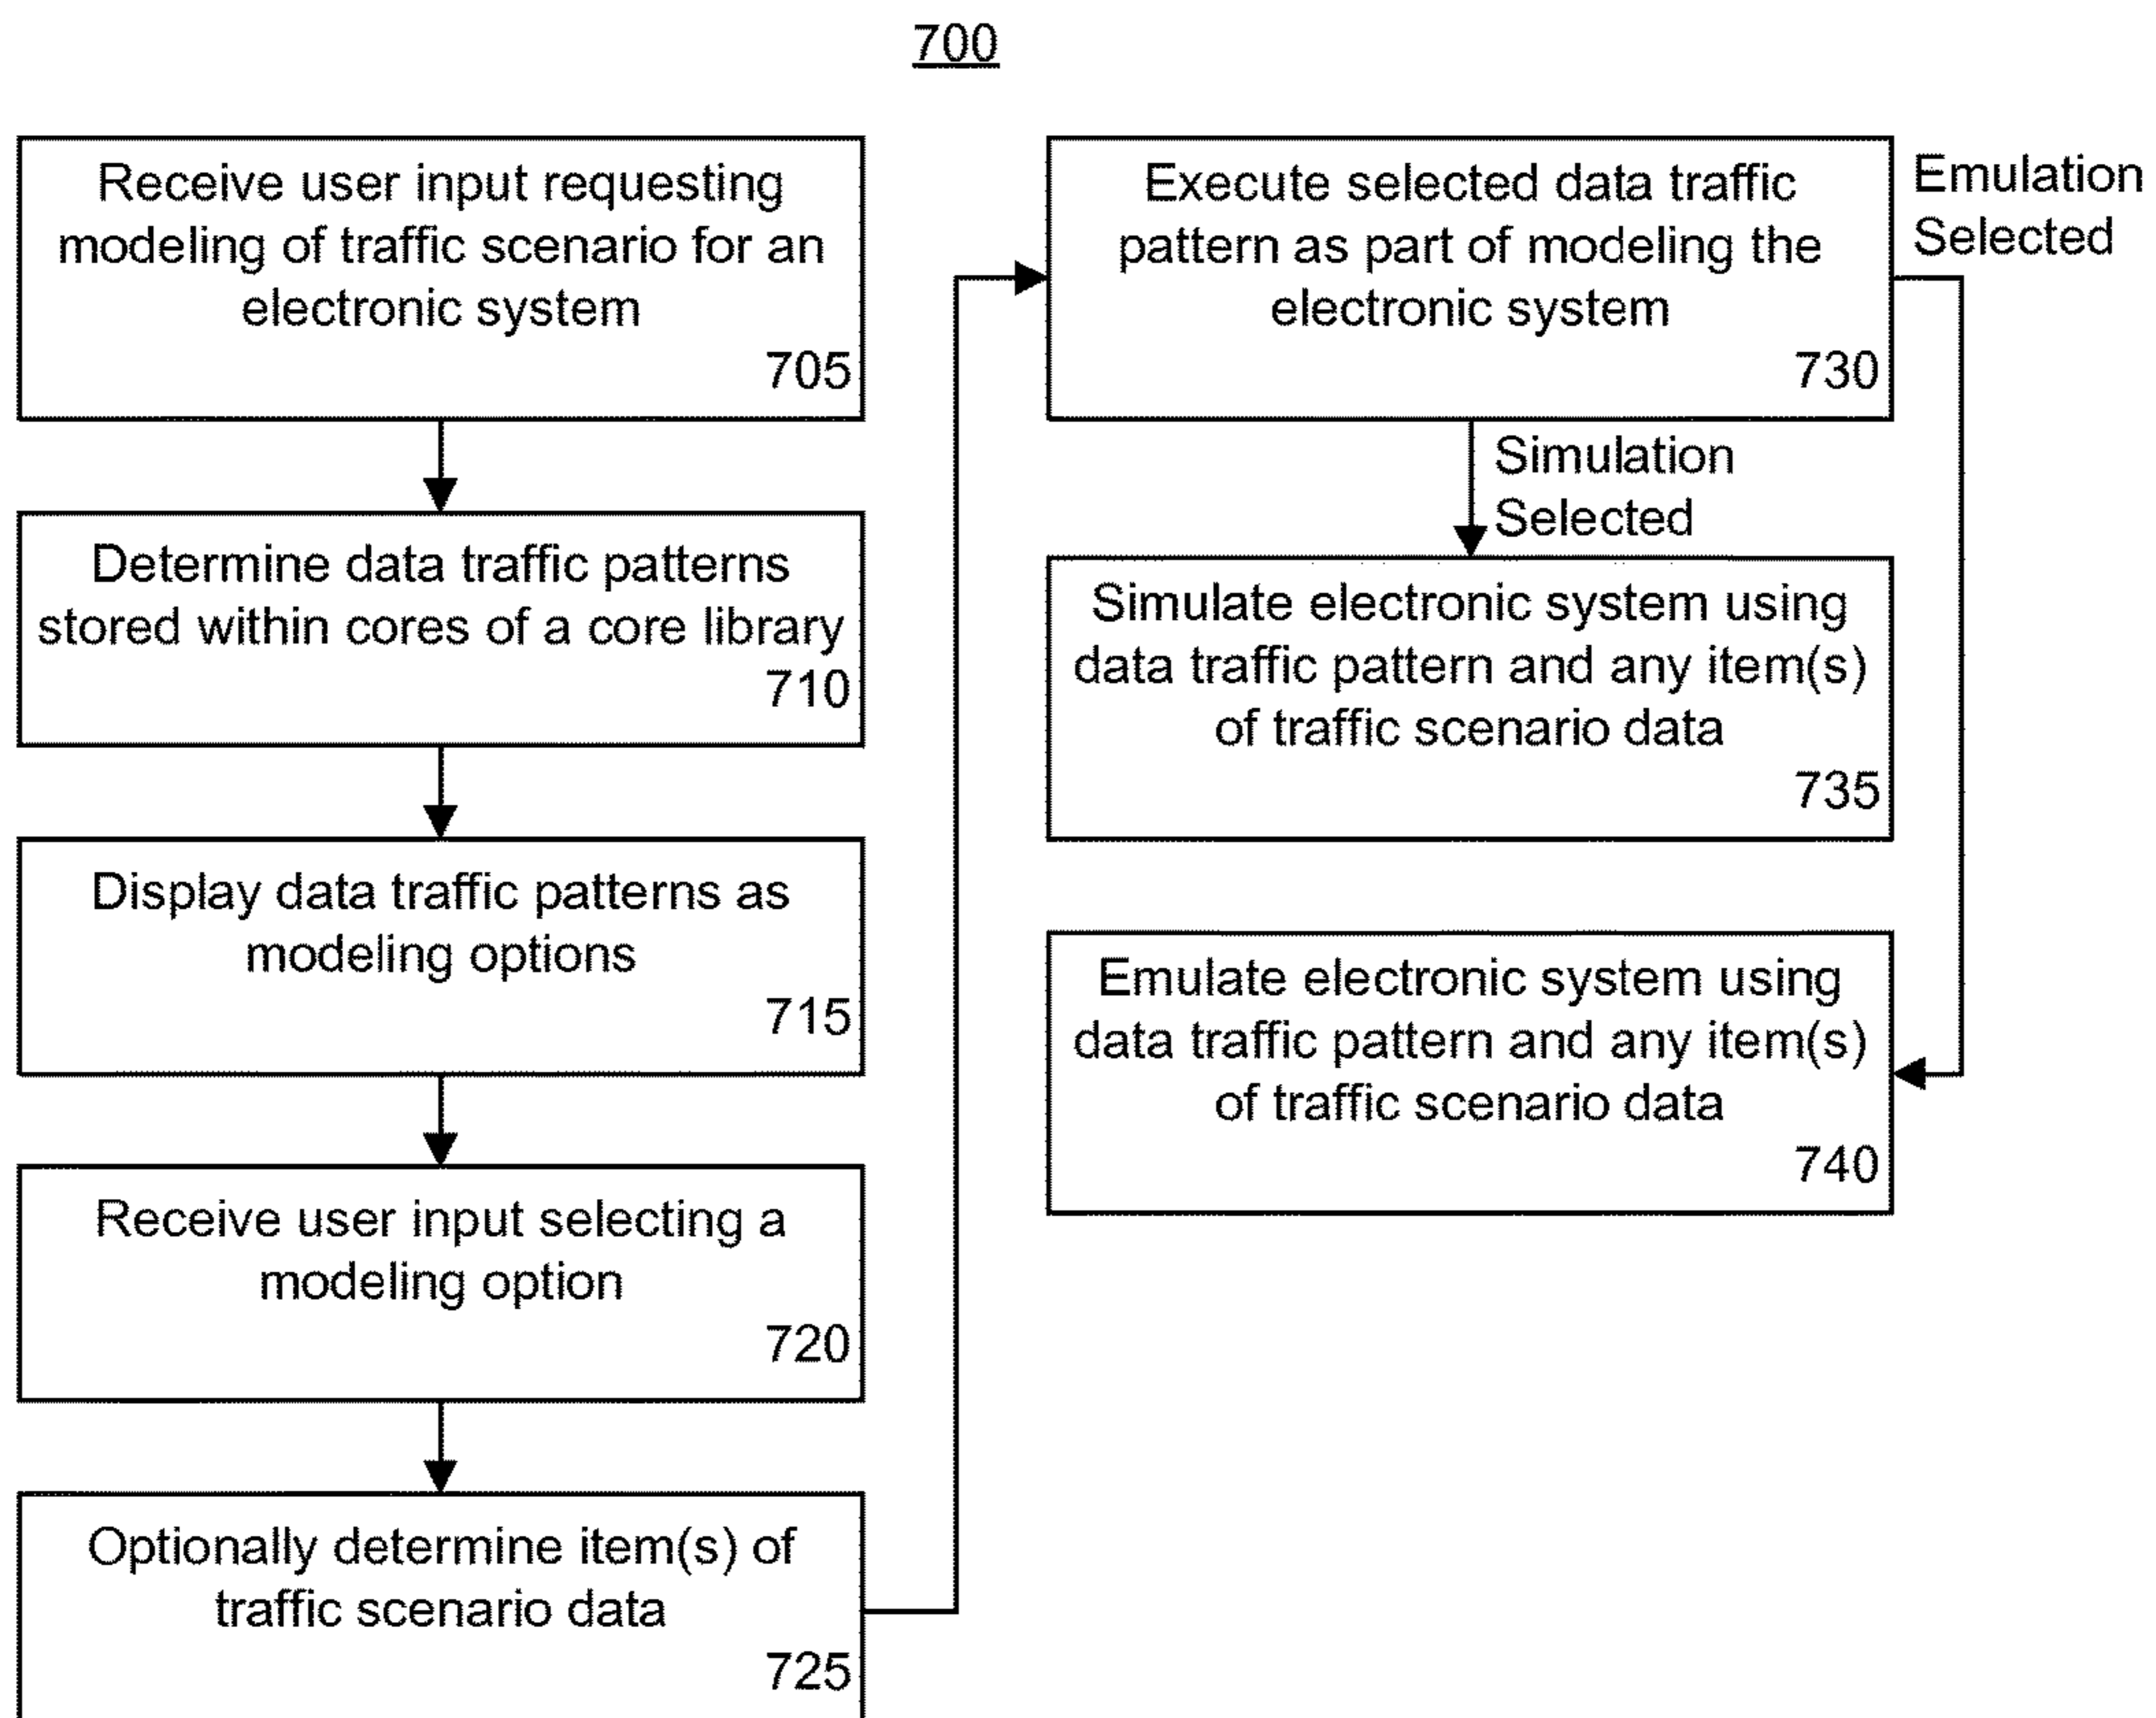 700
Receive user input requesting
modeling of traffic scenario for an
electronic system
705
Determine data traffic patterns
stored within cores of a core library
710
Display data traffic patterns as
modeling options
715
Receive user input selecting a
modeling option
720
Optionally determine item(s) of
traffic scenario data
725
Execute selected data traffic
pattern as part of modeling the
electronic system
730
Emulation
Selected
Simulation
Selected
Simulate electronic system using
data traffic pattern and any item(s)
of traffic scenario data
735
Emulate electronic system using
data traffic pattern and any item(s)
of traffic scenario data
740